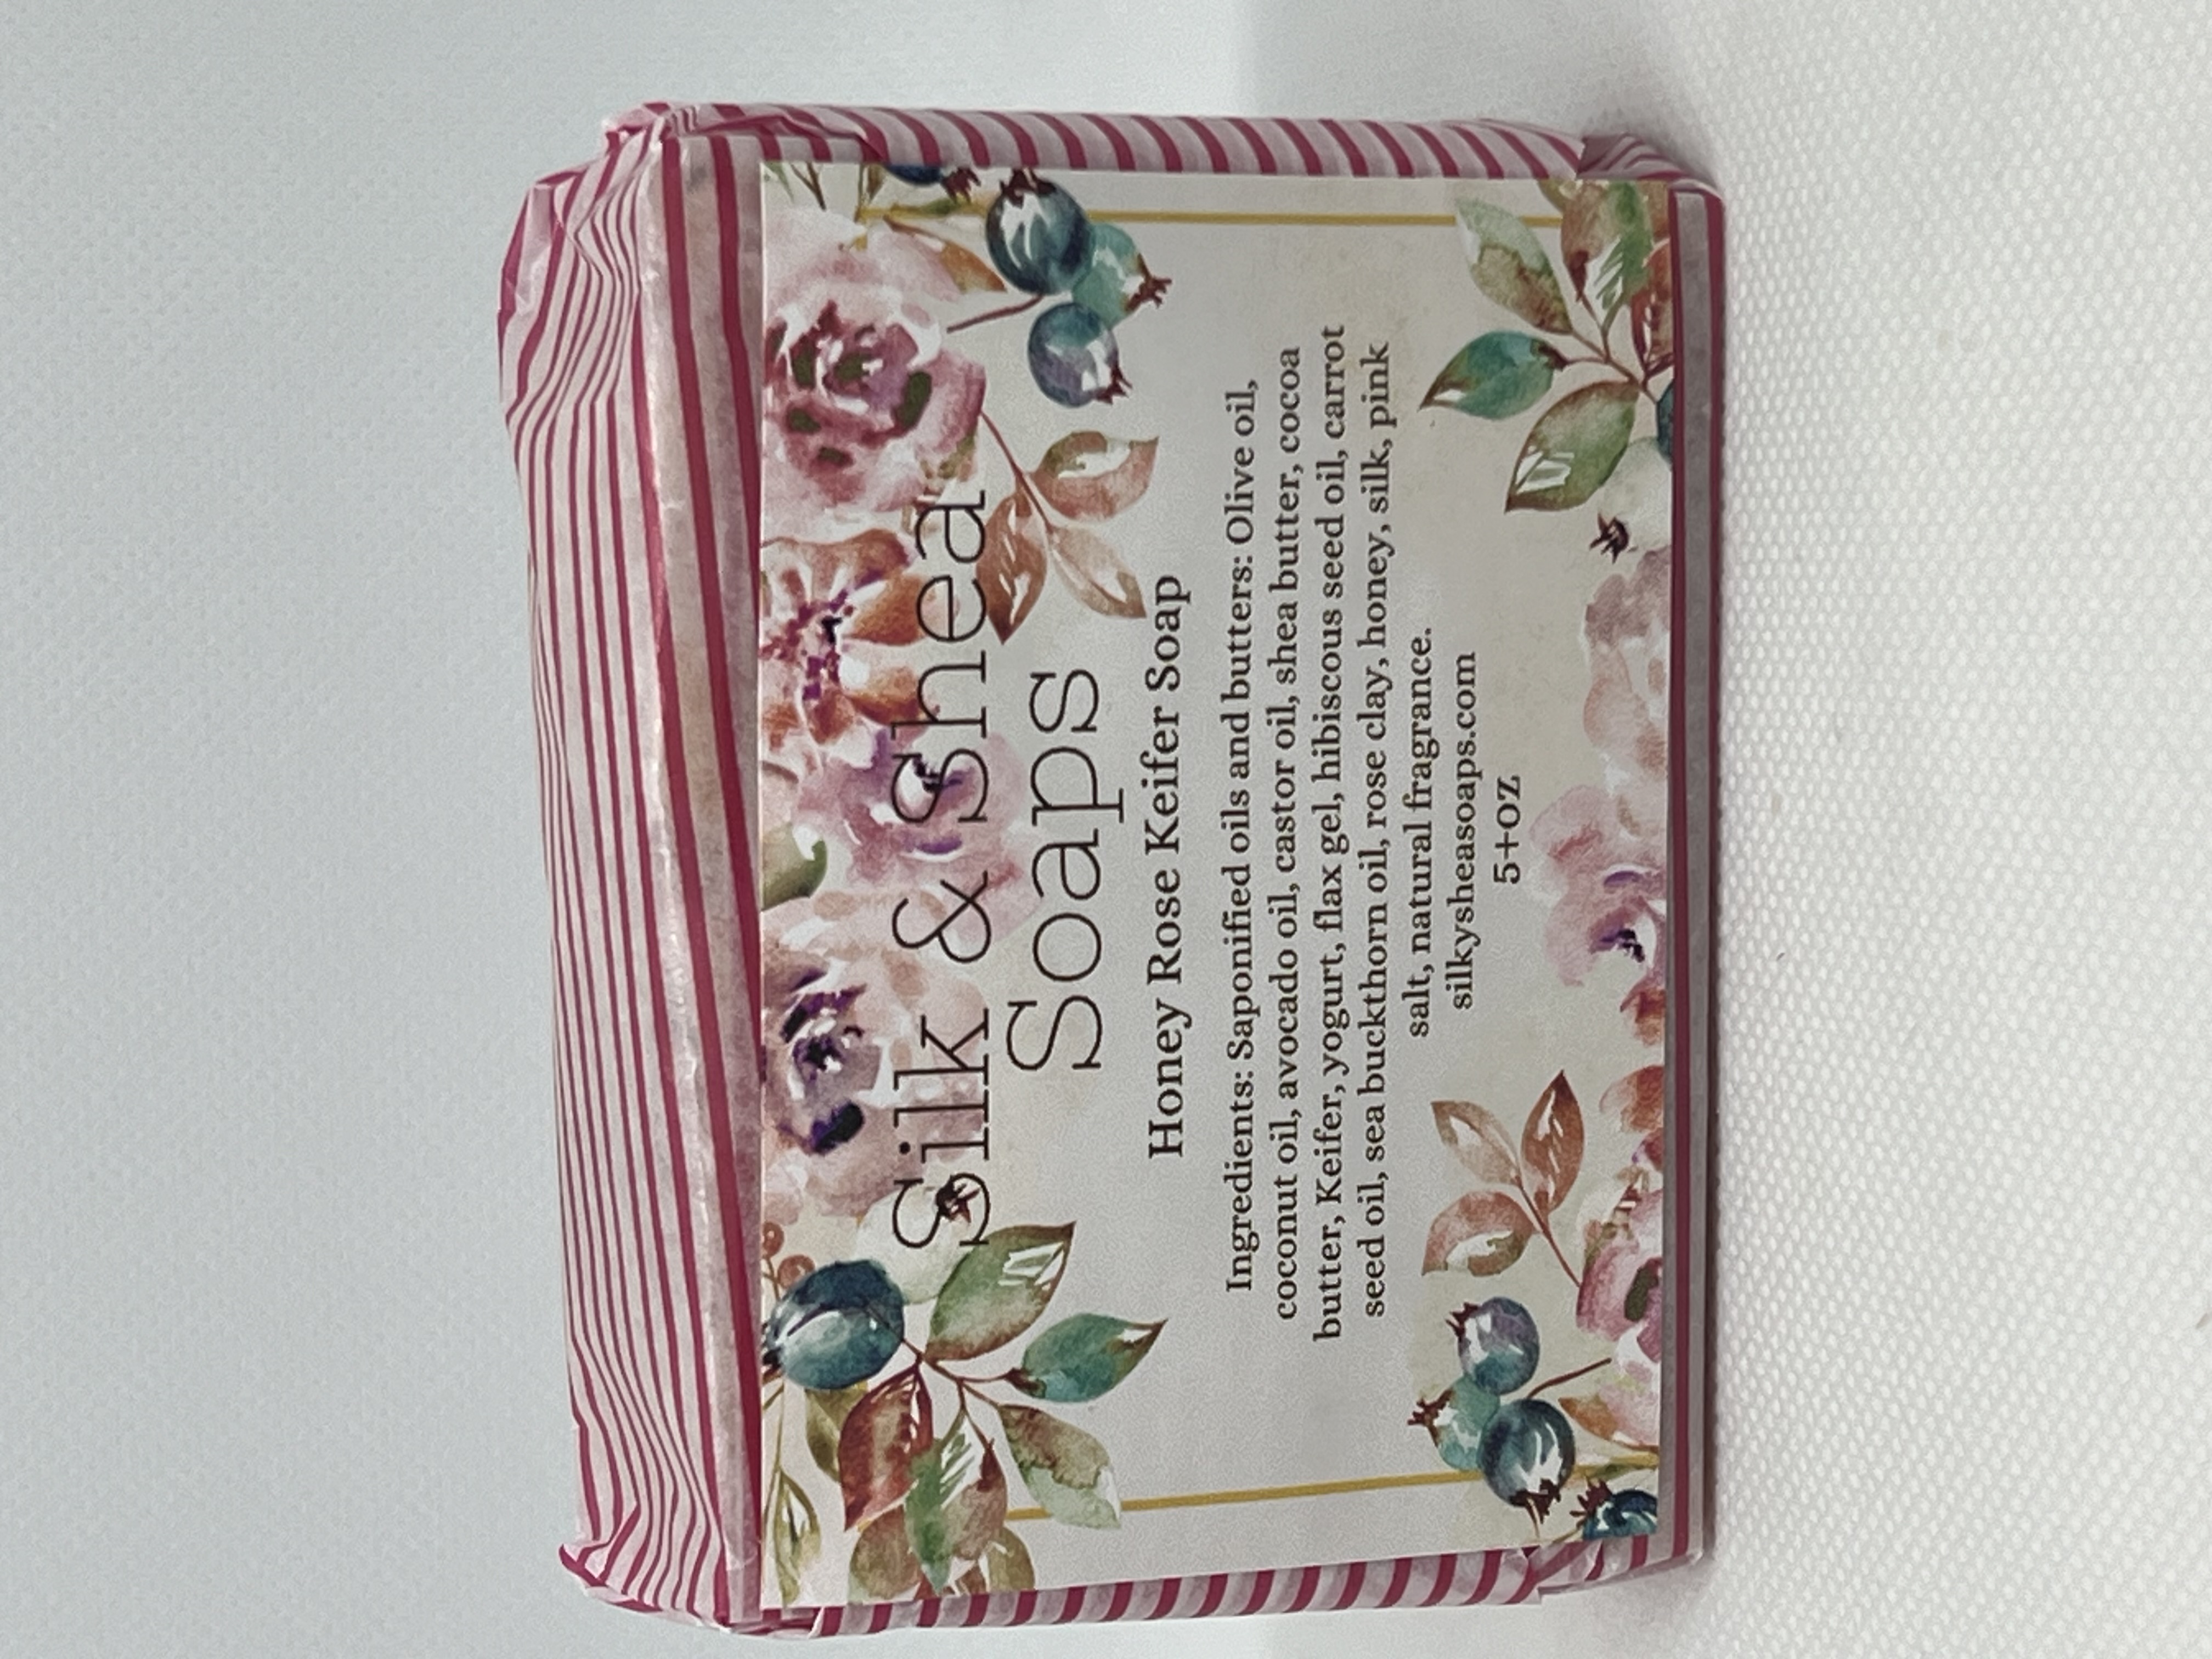 Silk & Shea
Soaps
Honey Rose Keifer Soap
Ingredients: Saponified oils and butters: Olive oil,
coconut oil, avocado oil, castor oil, shea butter, cocoa
butter, Keifer, yogurt, flax gel, hibiscous seed oil, carrot
seed oil, sea buckthorn oil, rose clay, honey, silk, pink
salt, natural fragrance.
silkysheasoaps.com
5+oz